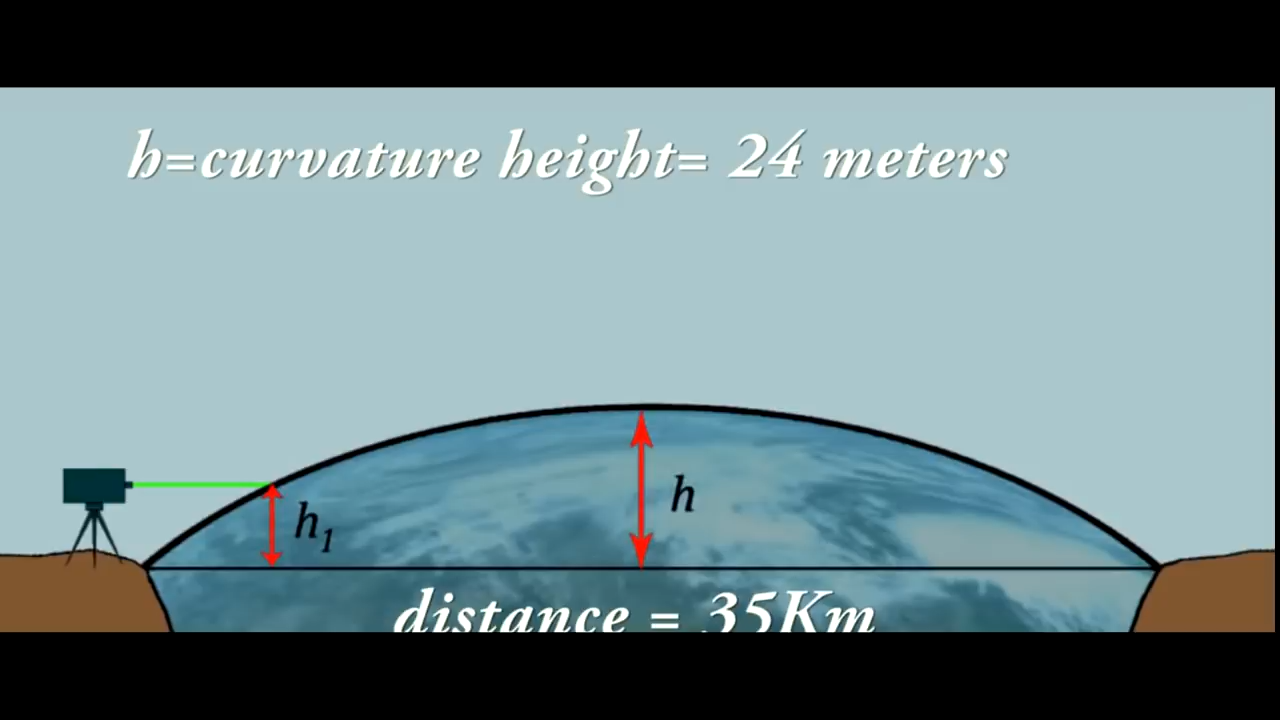 h=curvature height= 24 meters
h
h₁
distance = 35Km